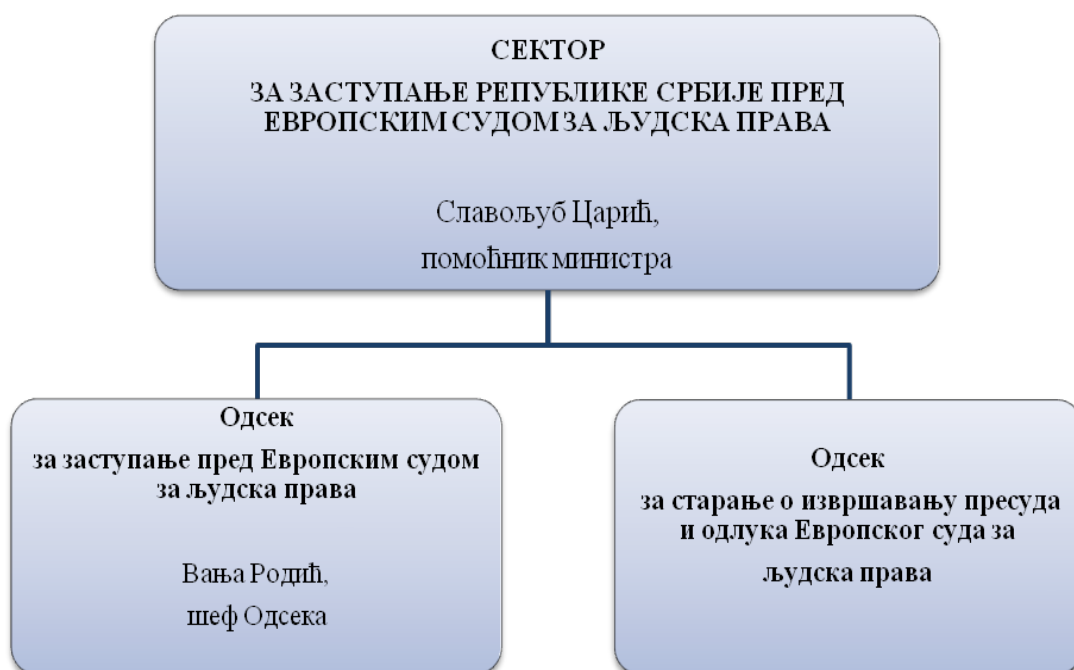 СЕКТОР
ЗА ЗАСТУПАЊЕ РЕПУБЛИКЕ СРБИЈЕ ПРЕД
ЕВРОПСКИМ СУДОМ ЗА ЉУДСКА ПРАВА
Славољуб Царић,
помоћник министра
Одсек
за заступање пред Европским судом
за људска права
Вања Родић,
шеф Одсека
Одсек
за старање о извршавању пресуда
и одлука Европског суда за
људска права